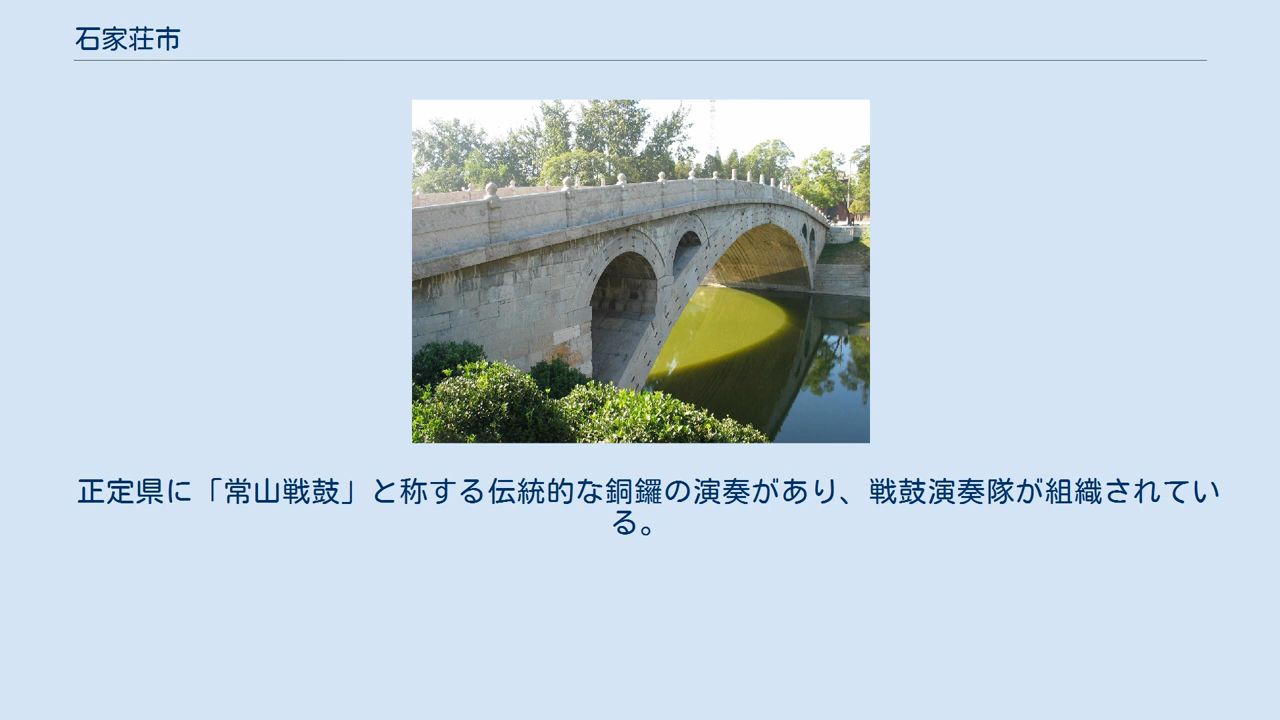 石家荘市
正定県に「常山戦鼓」と称する伝統的な銅鑼の演奏があり、戦鼓演奏隊が組織されてい
る。